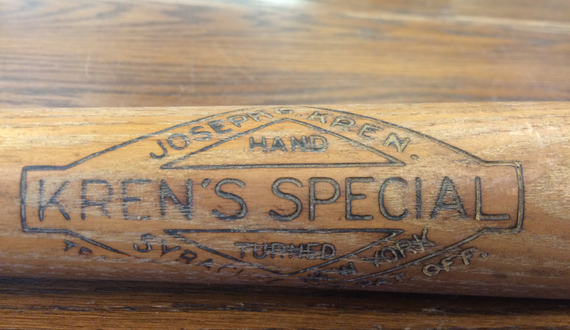 JOSEPH G. KREN.
HAND
KREN'S SPECIAL
TURNED
SYRACUSE NEW YORK
OFF.